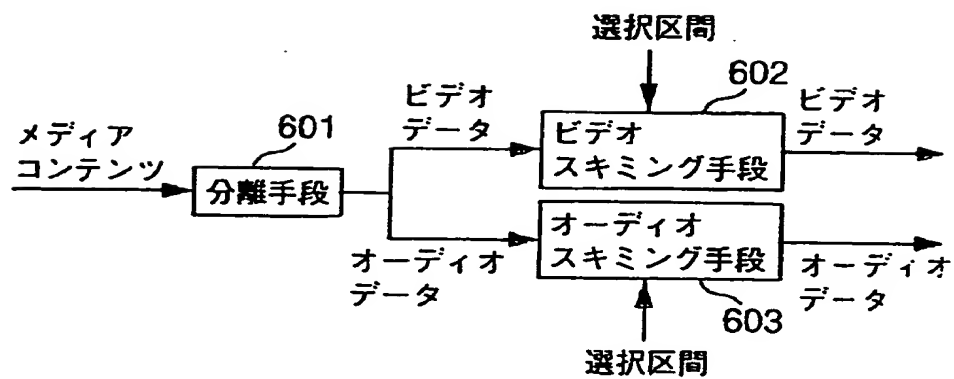 選択区間
602
ビデオ
データ
ビデオ
データ
メディア
コンテンツ
601
分離手段
ビデオ
スキミング手段
オーディオ
スキミング手段
オーディオ
データ
オーディオ
データ
603
選択区間